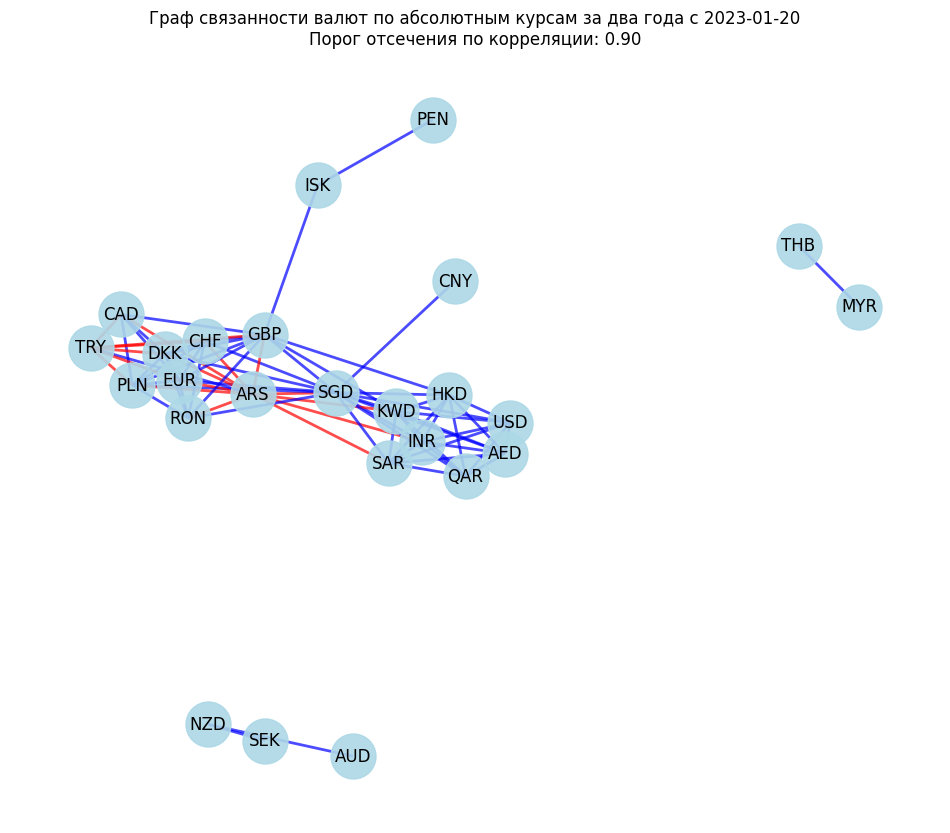 Граф связанности валют по абсолютным курсам за два года с 2023-01-20
Порог отсечения по корреляции: 0.90
PEN
ISK
THB
CNY
MYR
CAD
GBP
CHF
TRY
DKK
EUR
PLN
ARS
SGD
HKD
KWD
RON
USD
INR
AED
SAR
QAR
NZD
SEK
AUD